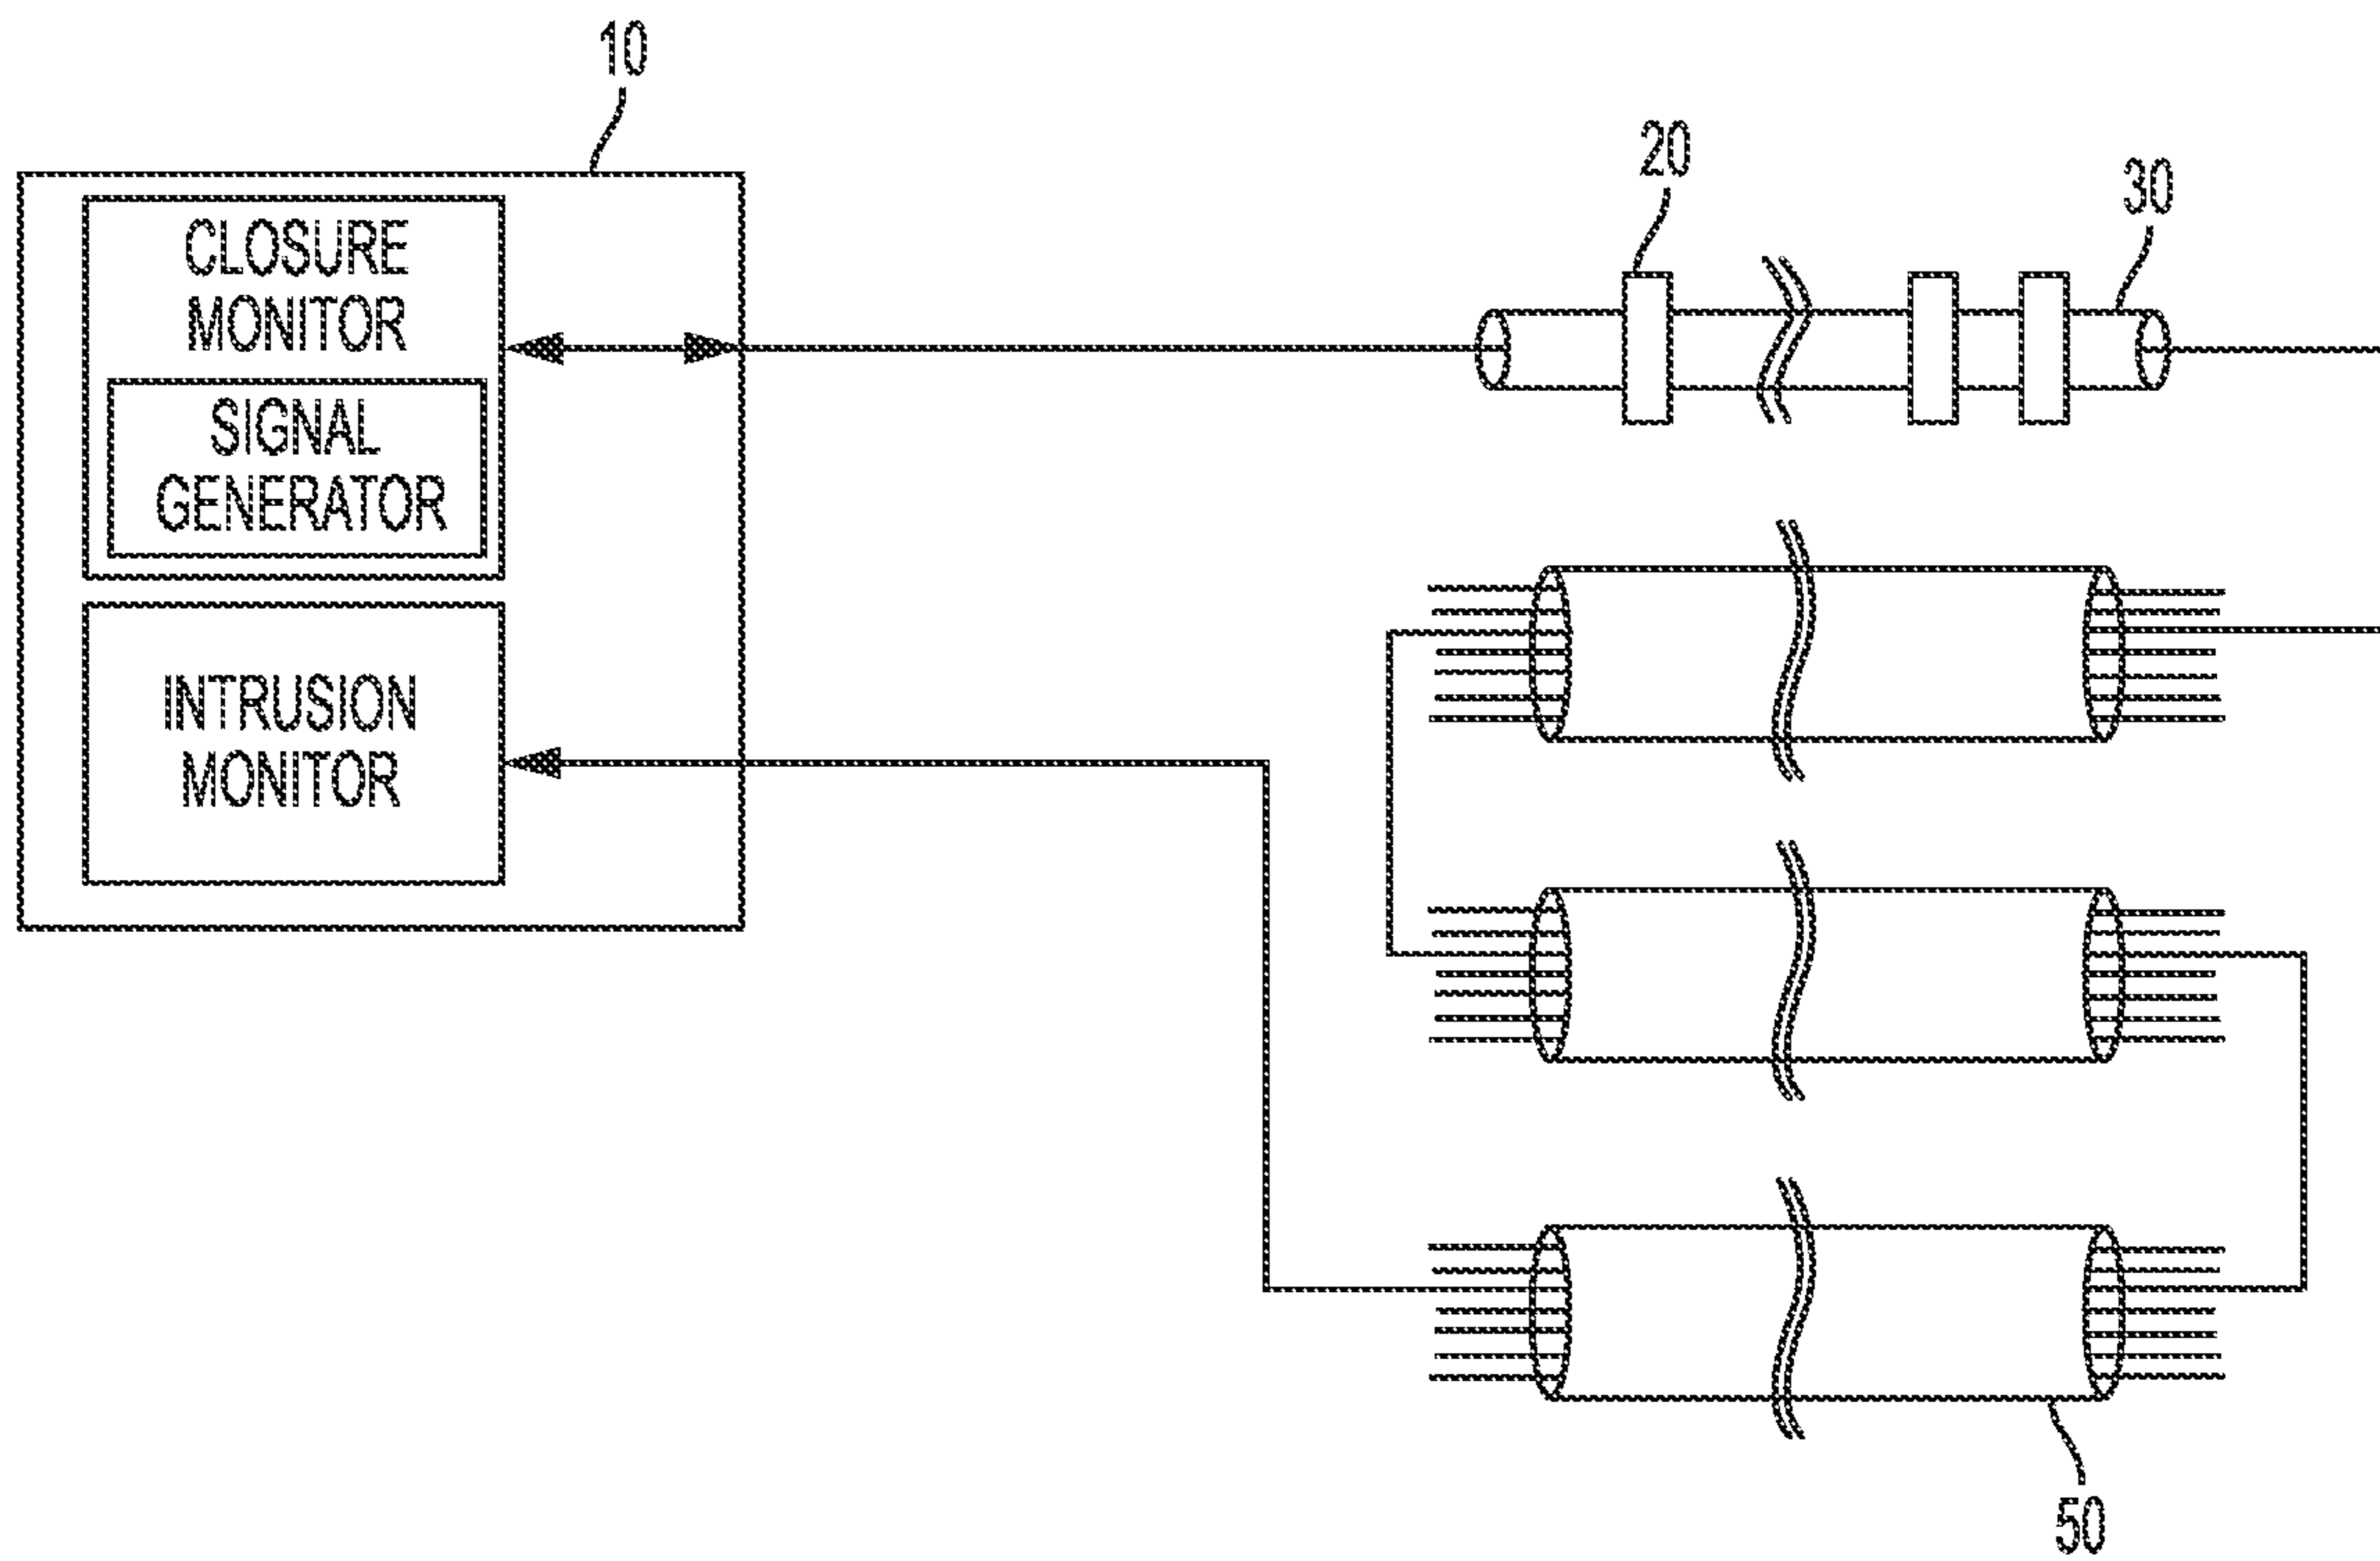 10
20
30
CLOSURE
MONITOR
SIGNAL
GENERATOR
INTRUSION
MONITOR
50